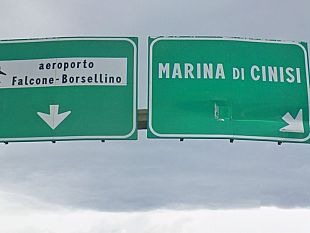 aeroporto
Falcone-Borsellino
MARINA DI CINISI